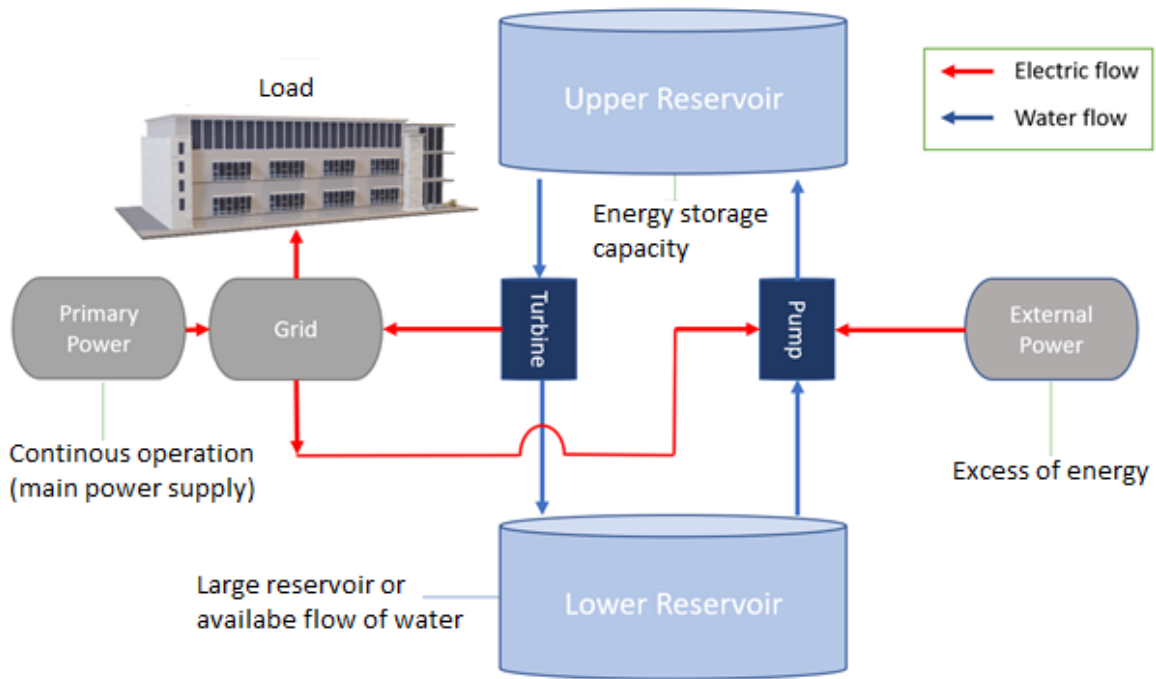 Load
Upper Reservoir
Electric flow
Water flow
Energy storage
capacity
Primary
Power
Grid
Turbine
Pump
External
Power
Continous operation
(main power supply)
Excess of energy
Large reservoir or
availabe flow of water
Lower Reservoir